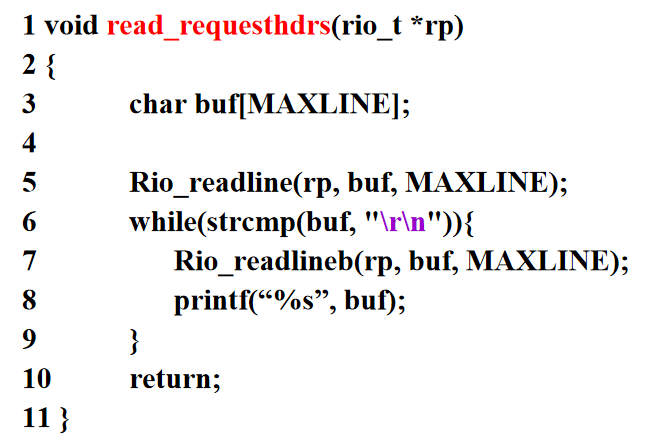 1 void read_requesthdrs(rio_t *rp)
2 {
3 char buf[MAXLINE];
4
5 Rio_readline(rp, buf, MAXLINE);
6 while(strcmp(buf, "\r\n")){
7 Rio_readlineb(rp, buf, MAXLINE);
8 printf(“%s”, buf);
9 }
10 return;
11 }